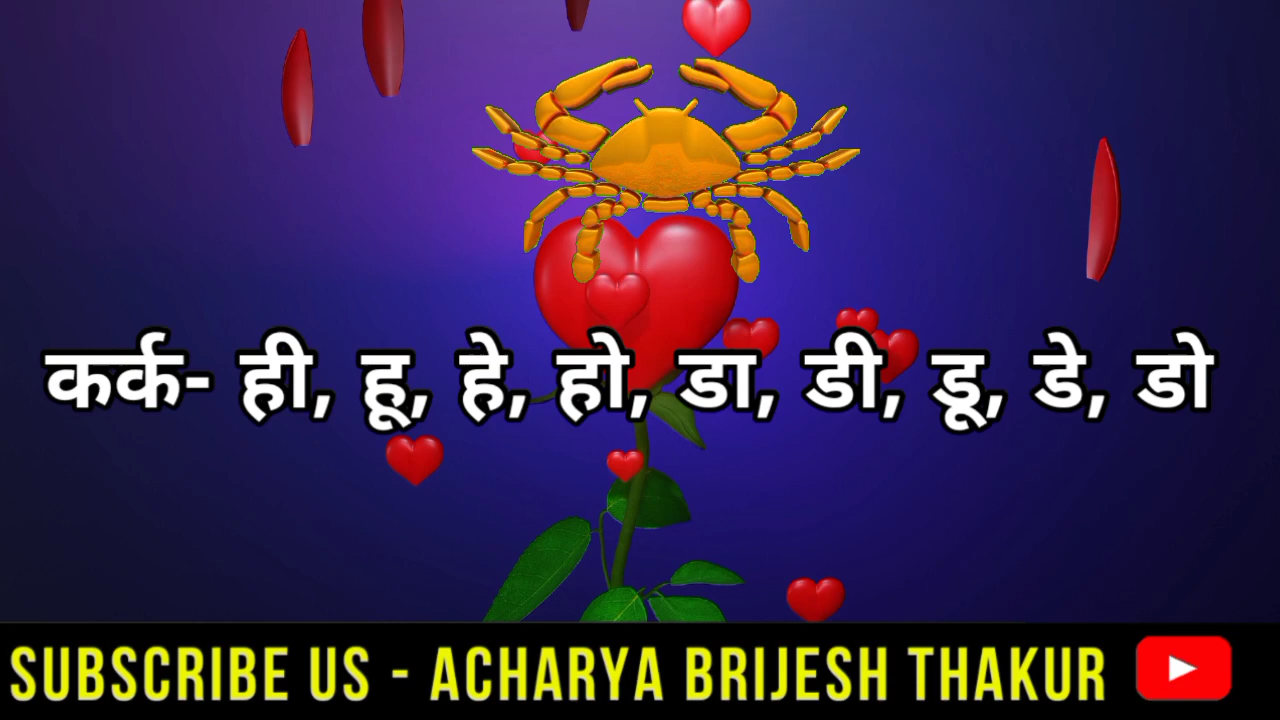 कर्क- ही, हू, हे, हो, डा, डी, डू, डे, डो
SUBSCRIBE US - ACHARYA BRIJESH THAKUR